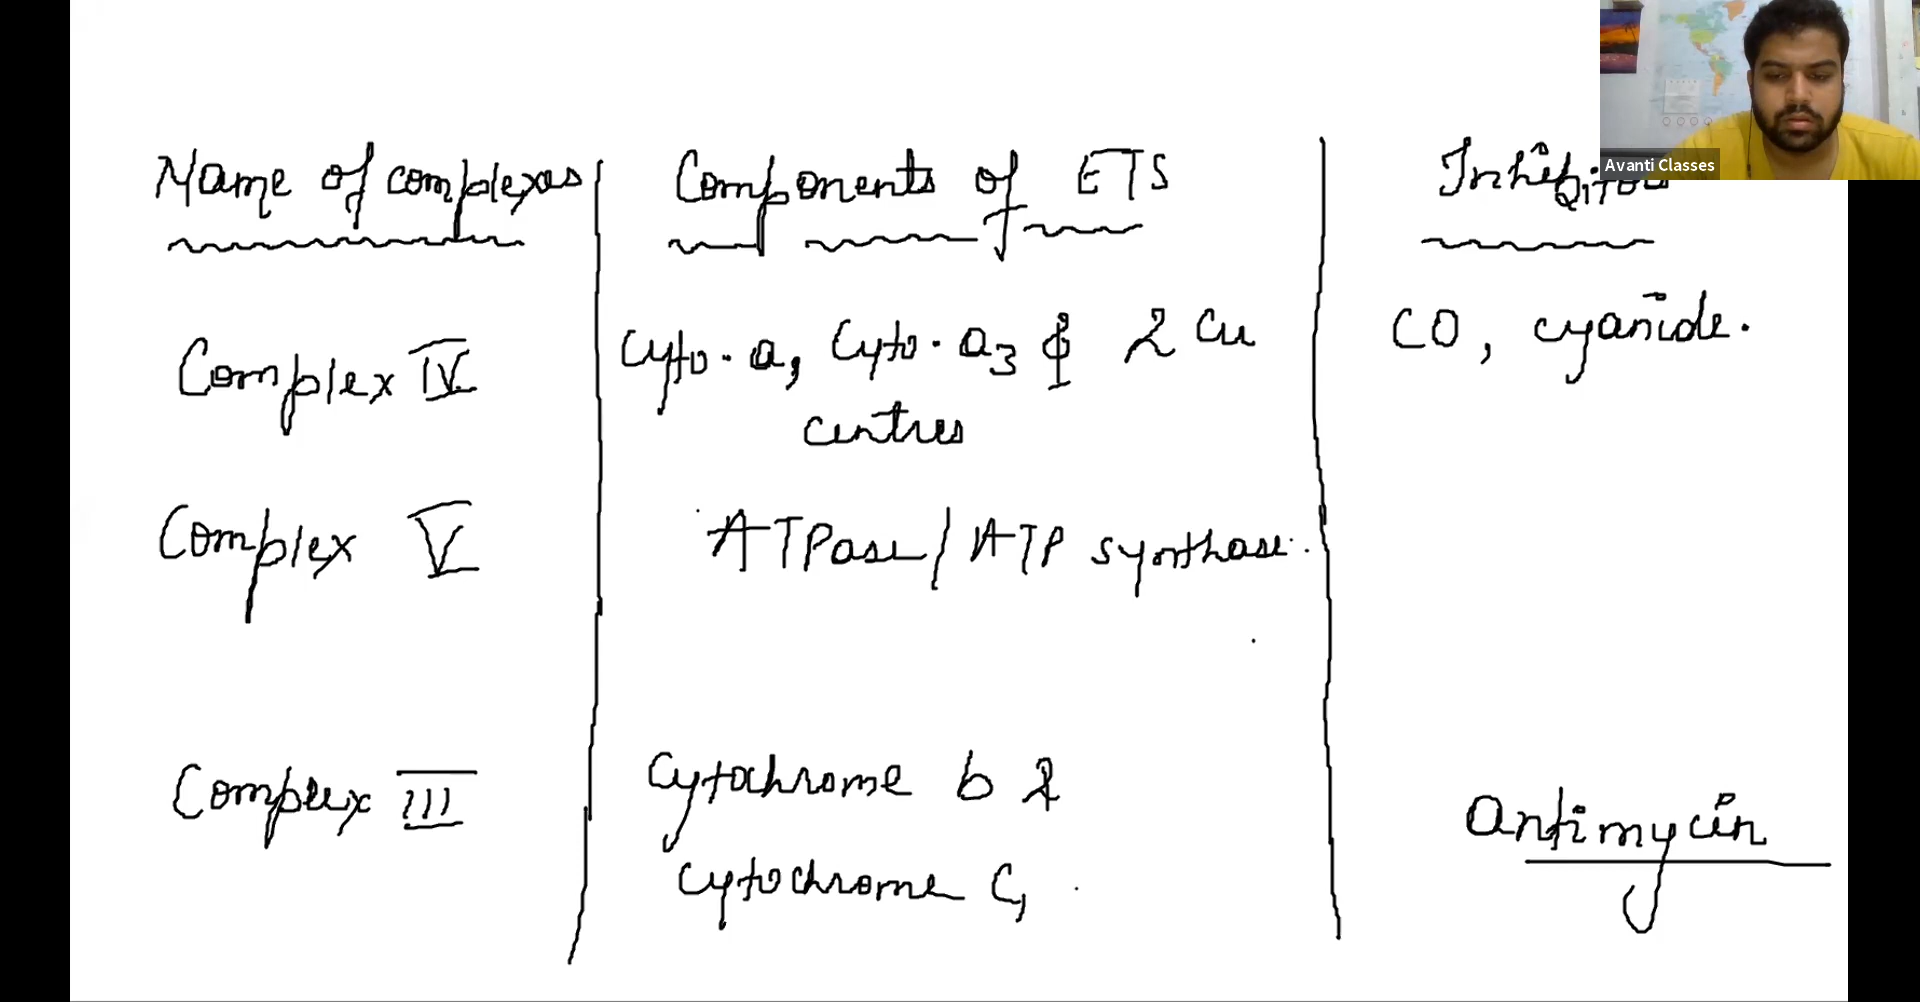 Name of complexes Components of ETS Inhibitors
Avanti Classes
Complex IV Cyto. a, Cyto. a3 & 2 Cu CO, cyanide.
centres
Complex V ATPase/ATP synthase.
Complex III Cytochrome b & Antimycin
Cytochrome C1